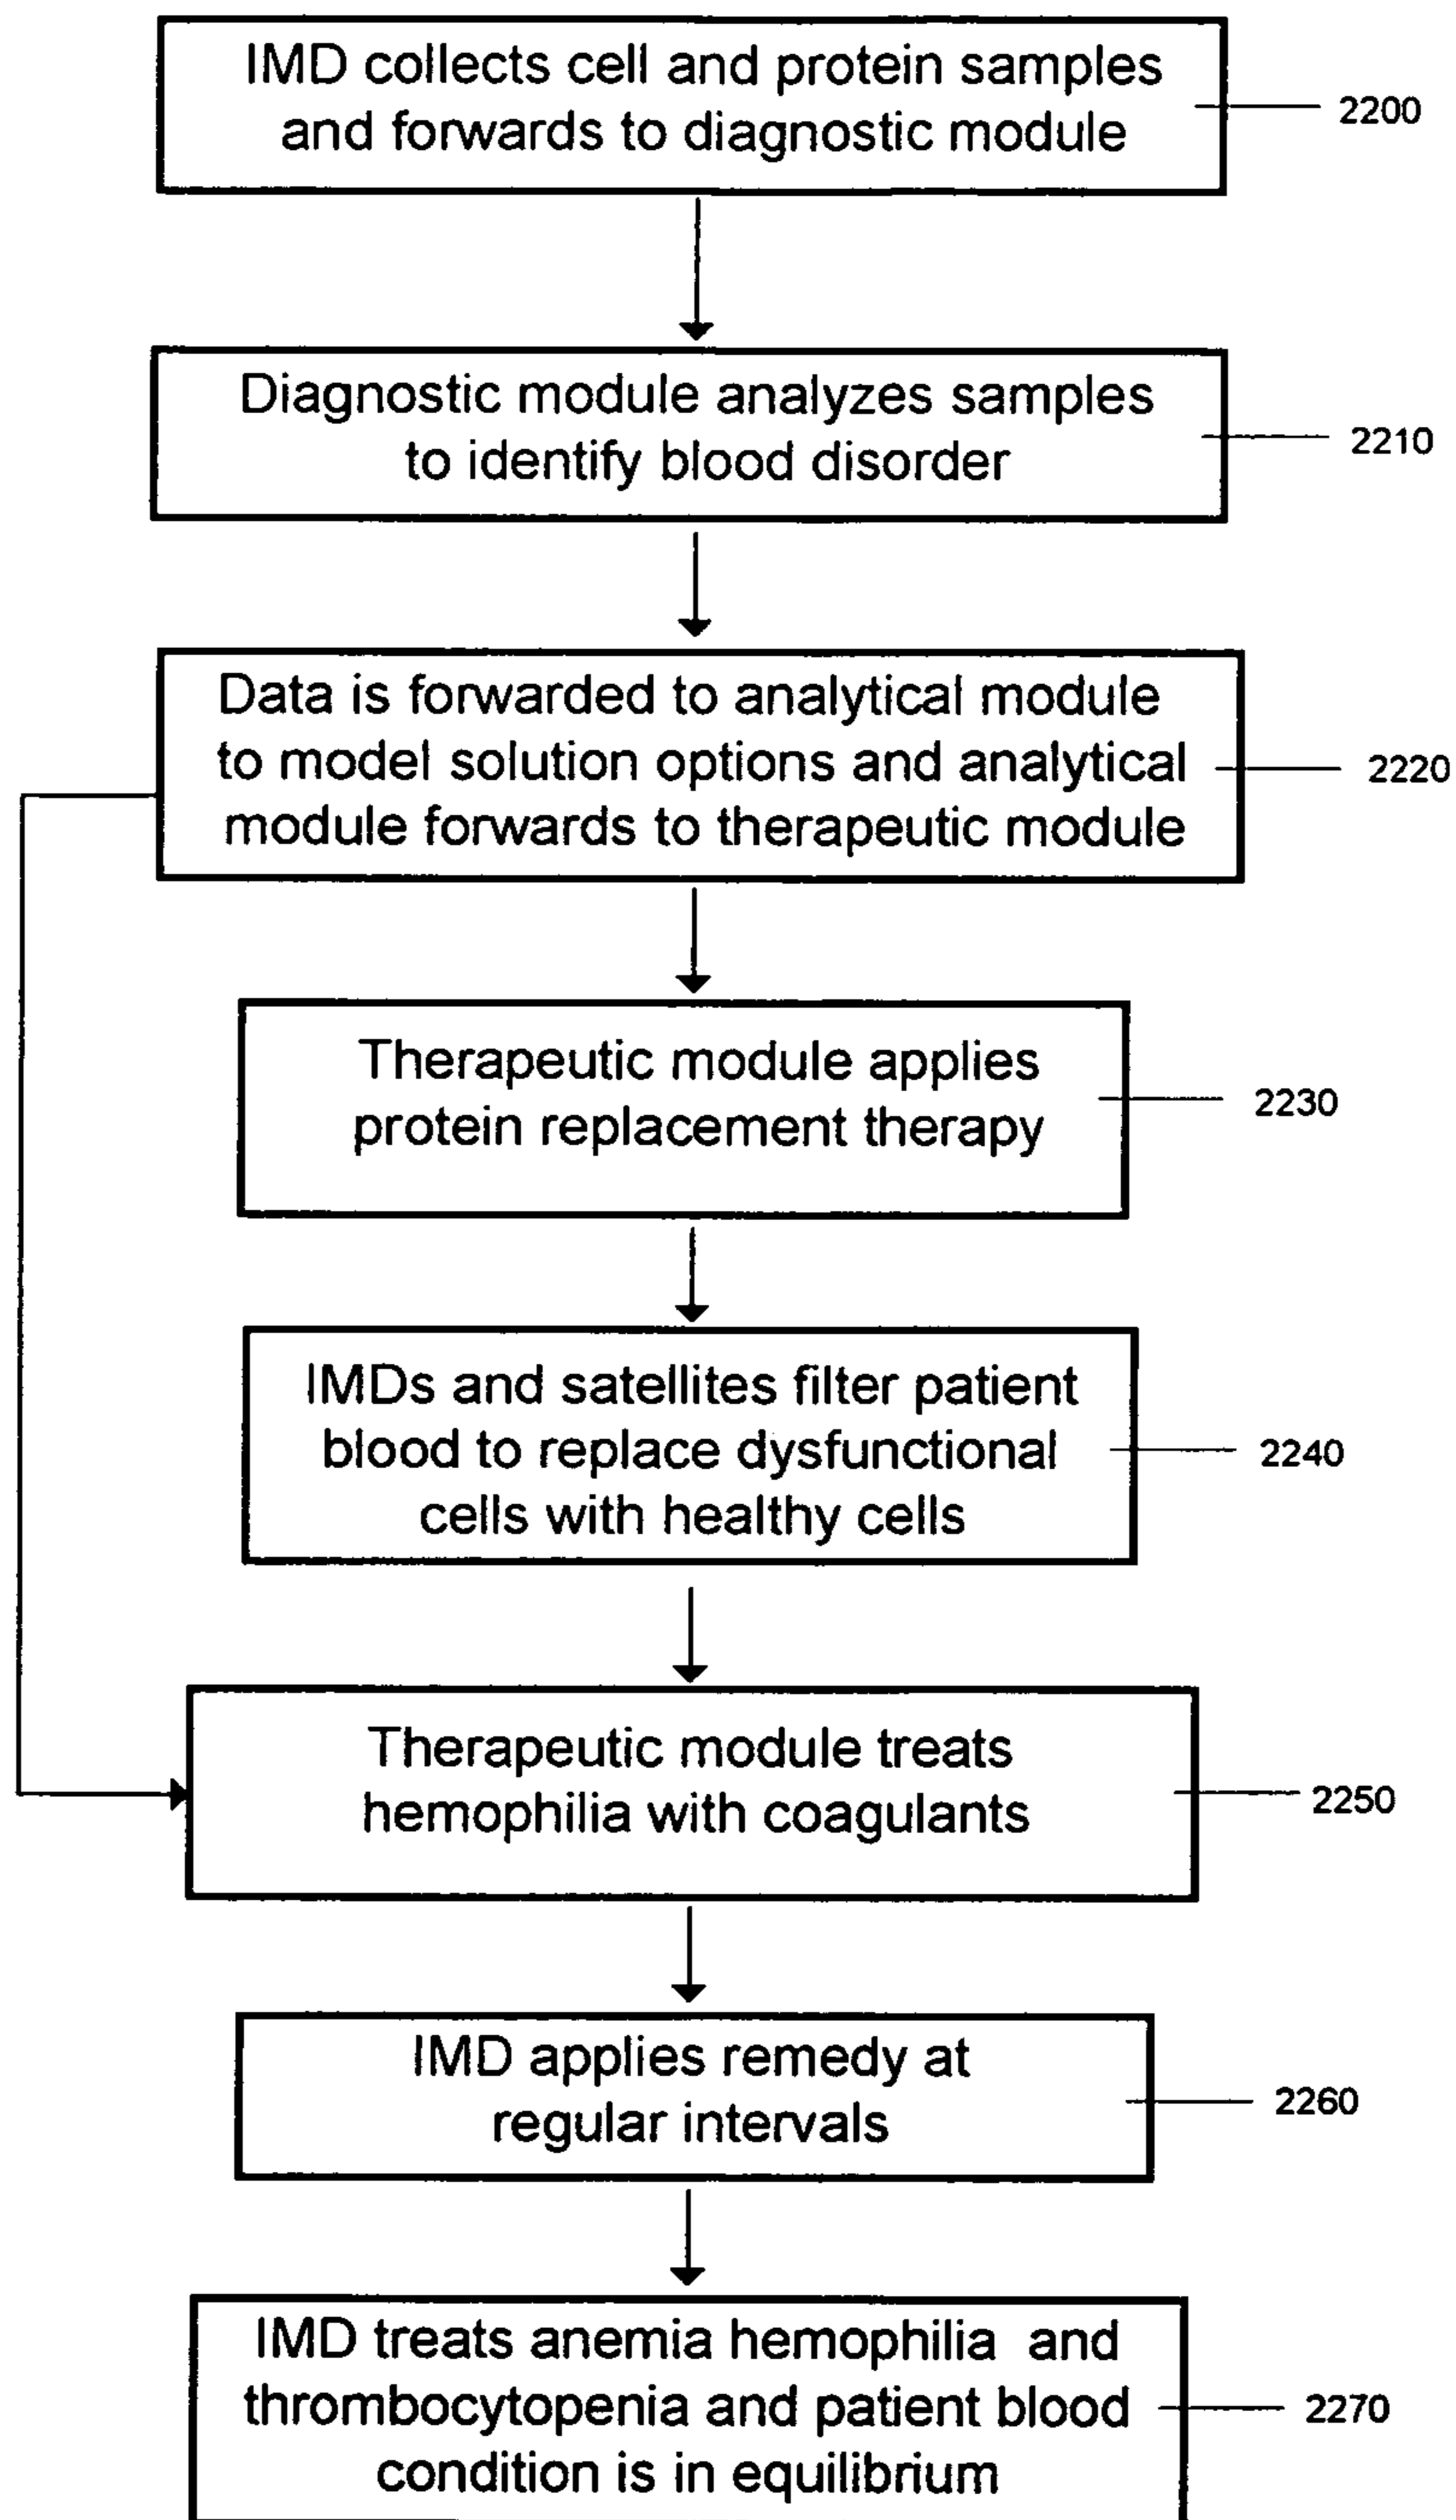 IMD collects cell and protein samples
and forwards to diagnostic module
2200
Diagnostic module analyzes samples
to identify blood disorder
2210
Data is forwarded to analytical module
to model solution options and analytical
module forwards to therapeutic module
2220
Therapeutic module applies
protein replacement therapy
2230
IMDs and satellites filter patient
blood to replace dysfunctional
cells with healthy cells
2240
Therapeutic module treats
hemophilia with coagulants
2250
IMD applies remedy at
regular intervals
2260
IMD treats anemia hemophilia and
thrombocytopenia and patient blood
condition is in equilibrium
2270